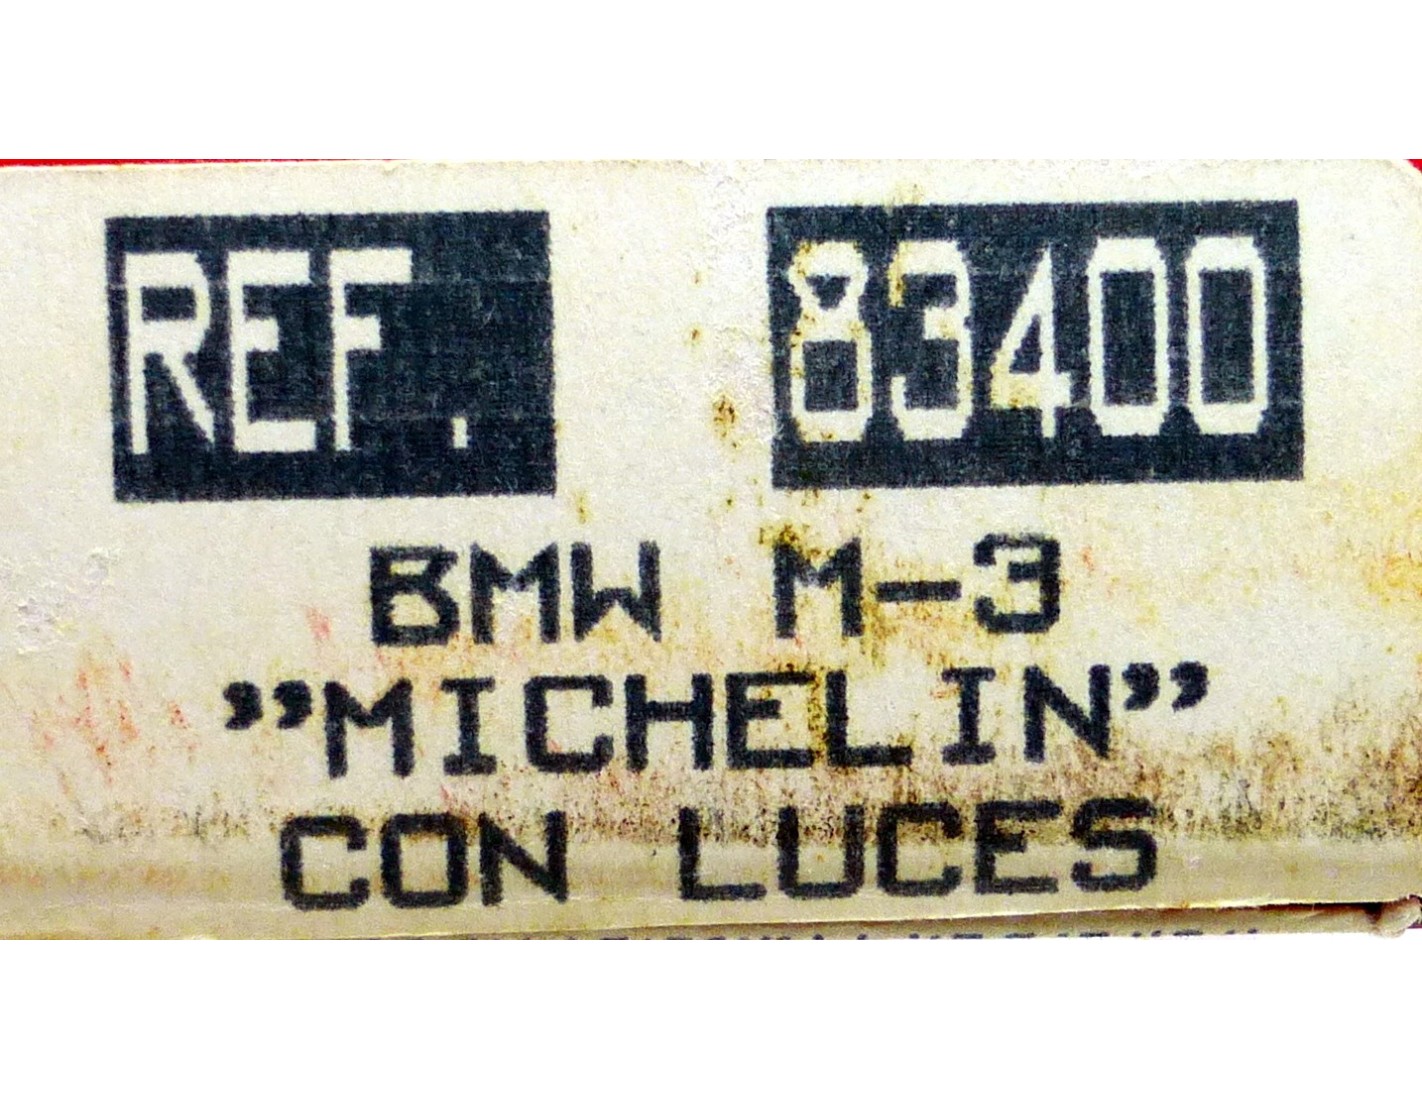 REF. 83400
BMW M-3
”MICHELIN”
CON LUCES